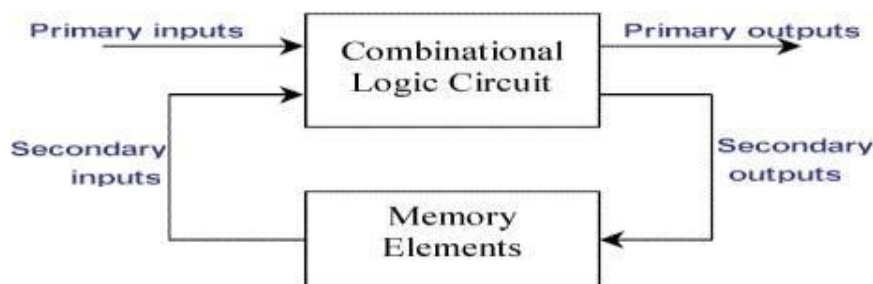 Primary inputs
Combinational
Logic Circuit
Primary outputs
Secondary
inputs
Secondary
outputs
Memory
Elements